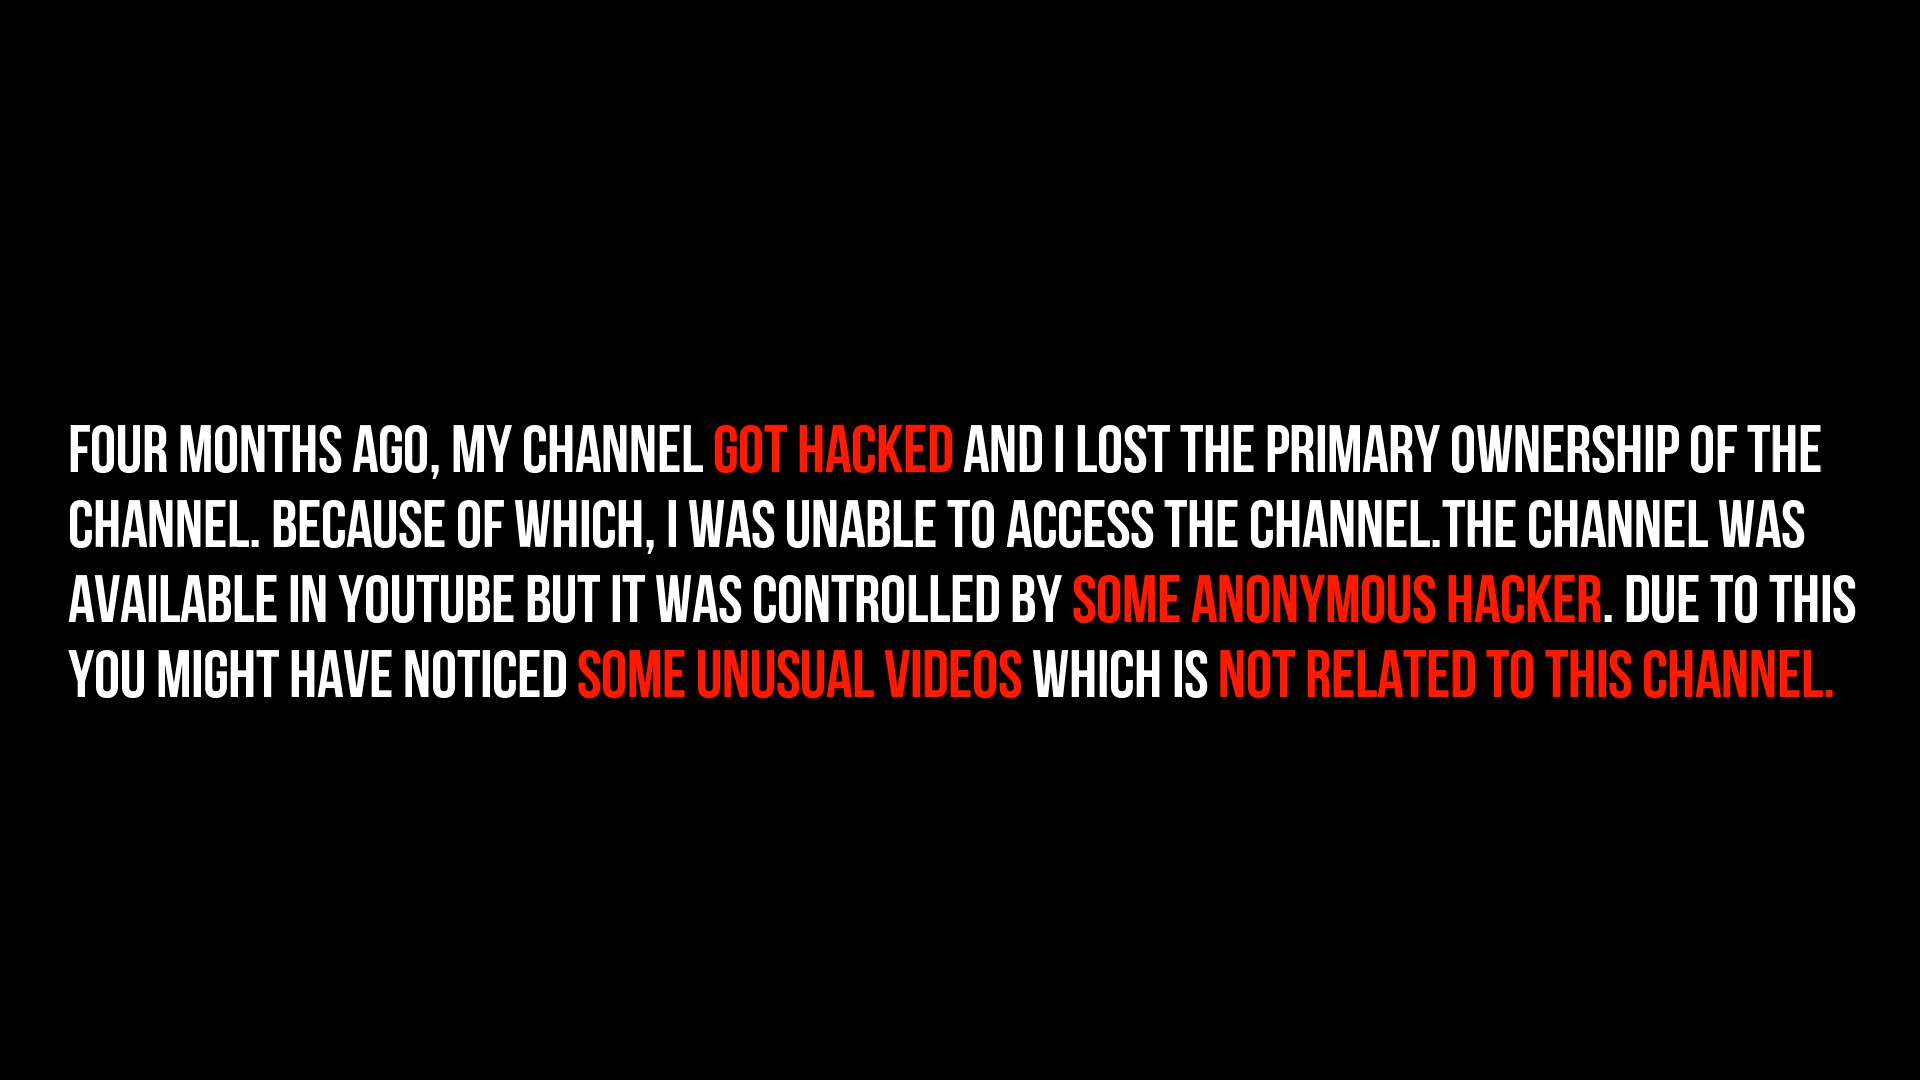 FOUR MONTHS AGO, MY CHANNEL GOT HACKED AND I LOST THE PRIMARY OWNERSHIP OF THE
CHANNEL. BECAUSE OF WHICH, I WAS UNABLE TO ACCESS THE CHANNEL.THE CHANNEL WAS
AVAILABLE IN YOUTUBE BUT IT WAS CONTROLLED BY SOME ANONYMOUS HACKER. DUE TO THIS
YOU MIGHT HAVE NOTICED SOME UNUSUAL VIDEOS WHICH IS NOT RELATED TO THIS CHANNEL.